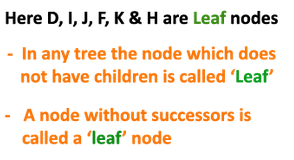 Here D, I, J, F, K & H are Leaf nodes
- In any tree the node which does
not have children is called ‘Leaf’
- A node without successors is
called a ‘leaf’ node